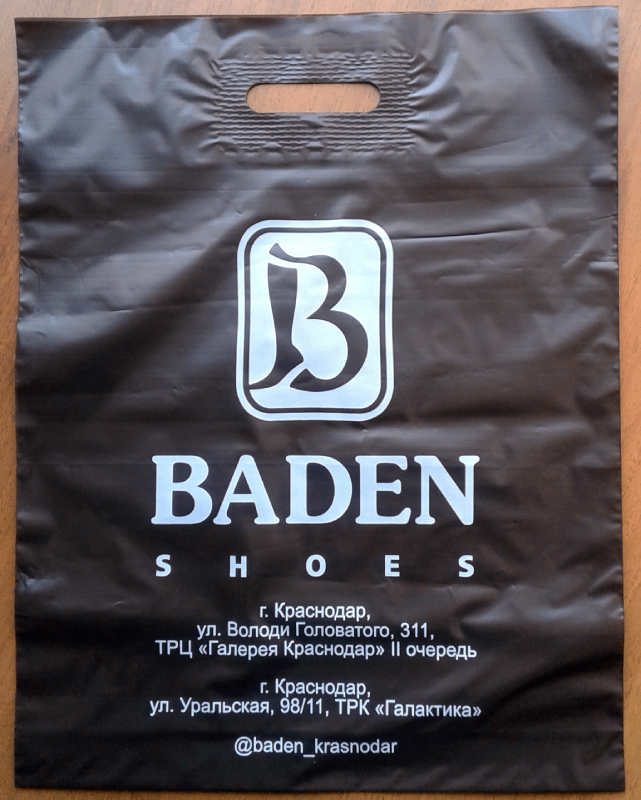 B
BADEN
SHOES
г. Краснодар,
ул. Володи Головатого, 311,
ТРЦ «Галерея Краснодар» II очередь
г. Краснодар,
ул. Уральская, 98/11, ТРК «Галактика»
@baden_krasnodar